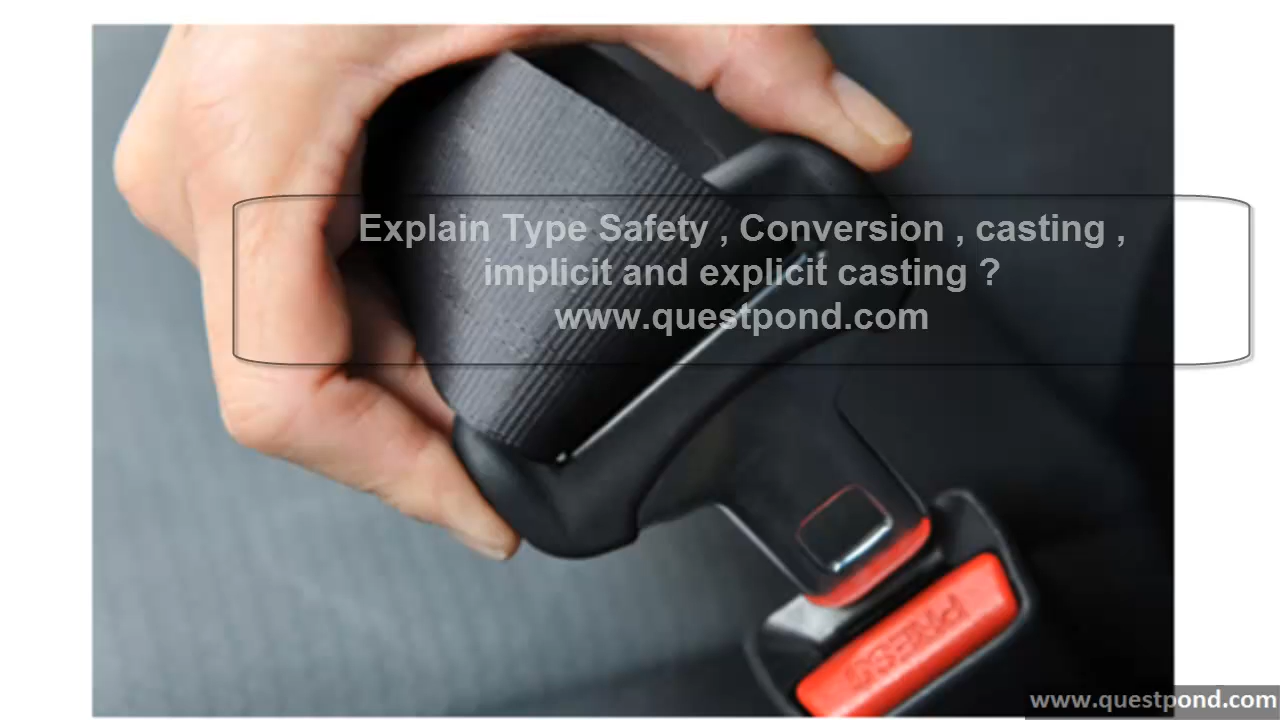 Explain Type Safety , Conversion , casting ,
implicit and explicit casting ?
www.questpond.com
PRESS
www.questpond.com